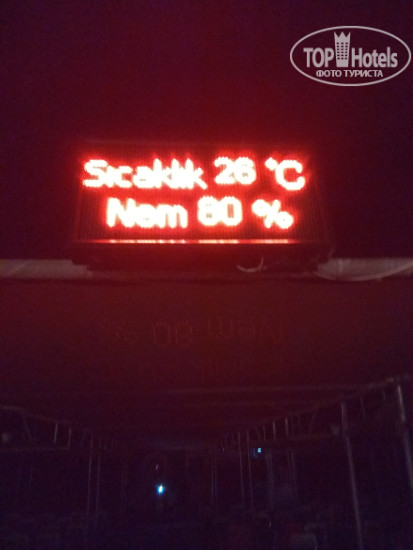 TOP Hotels
ФОТО ТУРИСТА
Sıcaklık 26 °C
Nem 80 %